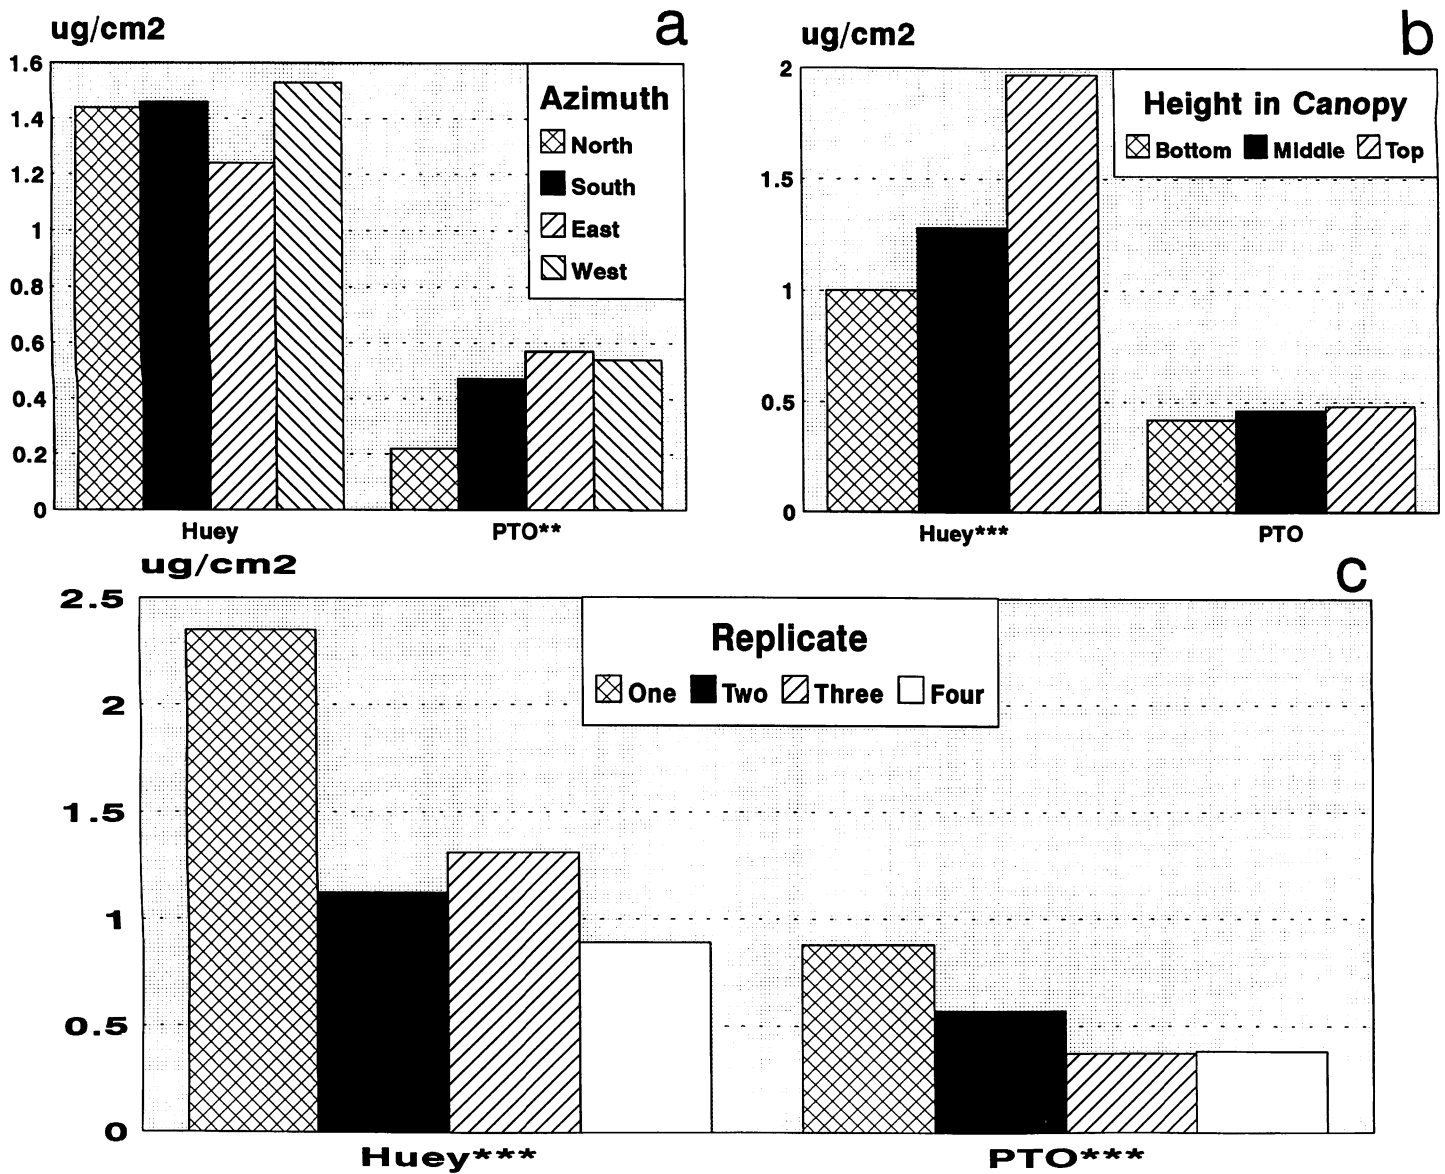 ug/cm2
a
1.6
1.4
1.2
1
0.8
0.6
0.4
0.2
0
Azimuth
North
South
East
West
Huey PTO**
ug/cm2
b
2
1.5
1
0.5
0
Height in Canopy
Bottom Middle Top
Huey*** PTO
ug/cm2
c
2.5
2
1.5
1
0.5
0
Replicate
One Two Three Four
Huey*** PTO***